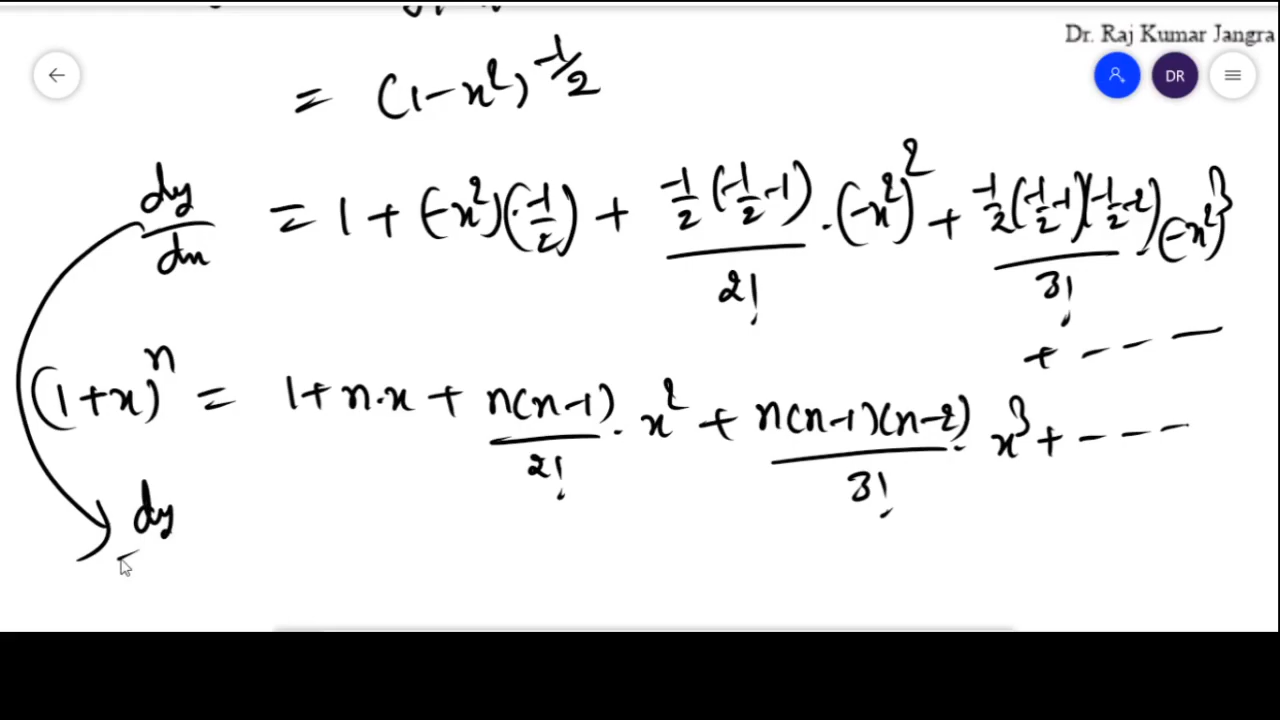 Dr. Raj Kumar Jangra
DR
= (1-x²)^-1/2
dy/dx = 1 + (-x²)(-1/2) + -1/2(-1/2-1)/2! . (-x²)² + -1/2(-1/2-1)(-1/2-2)/3! . (-x²)³
+ - - -
(1+x)^n = 1 + n.x + n(n-1)/2! . x² + n(n-1)(n-2)/3! . x³ + - - -
dy